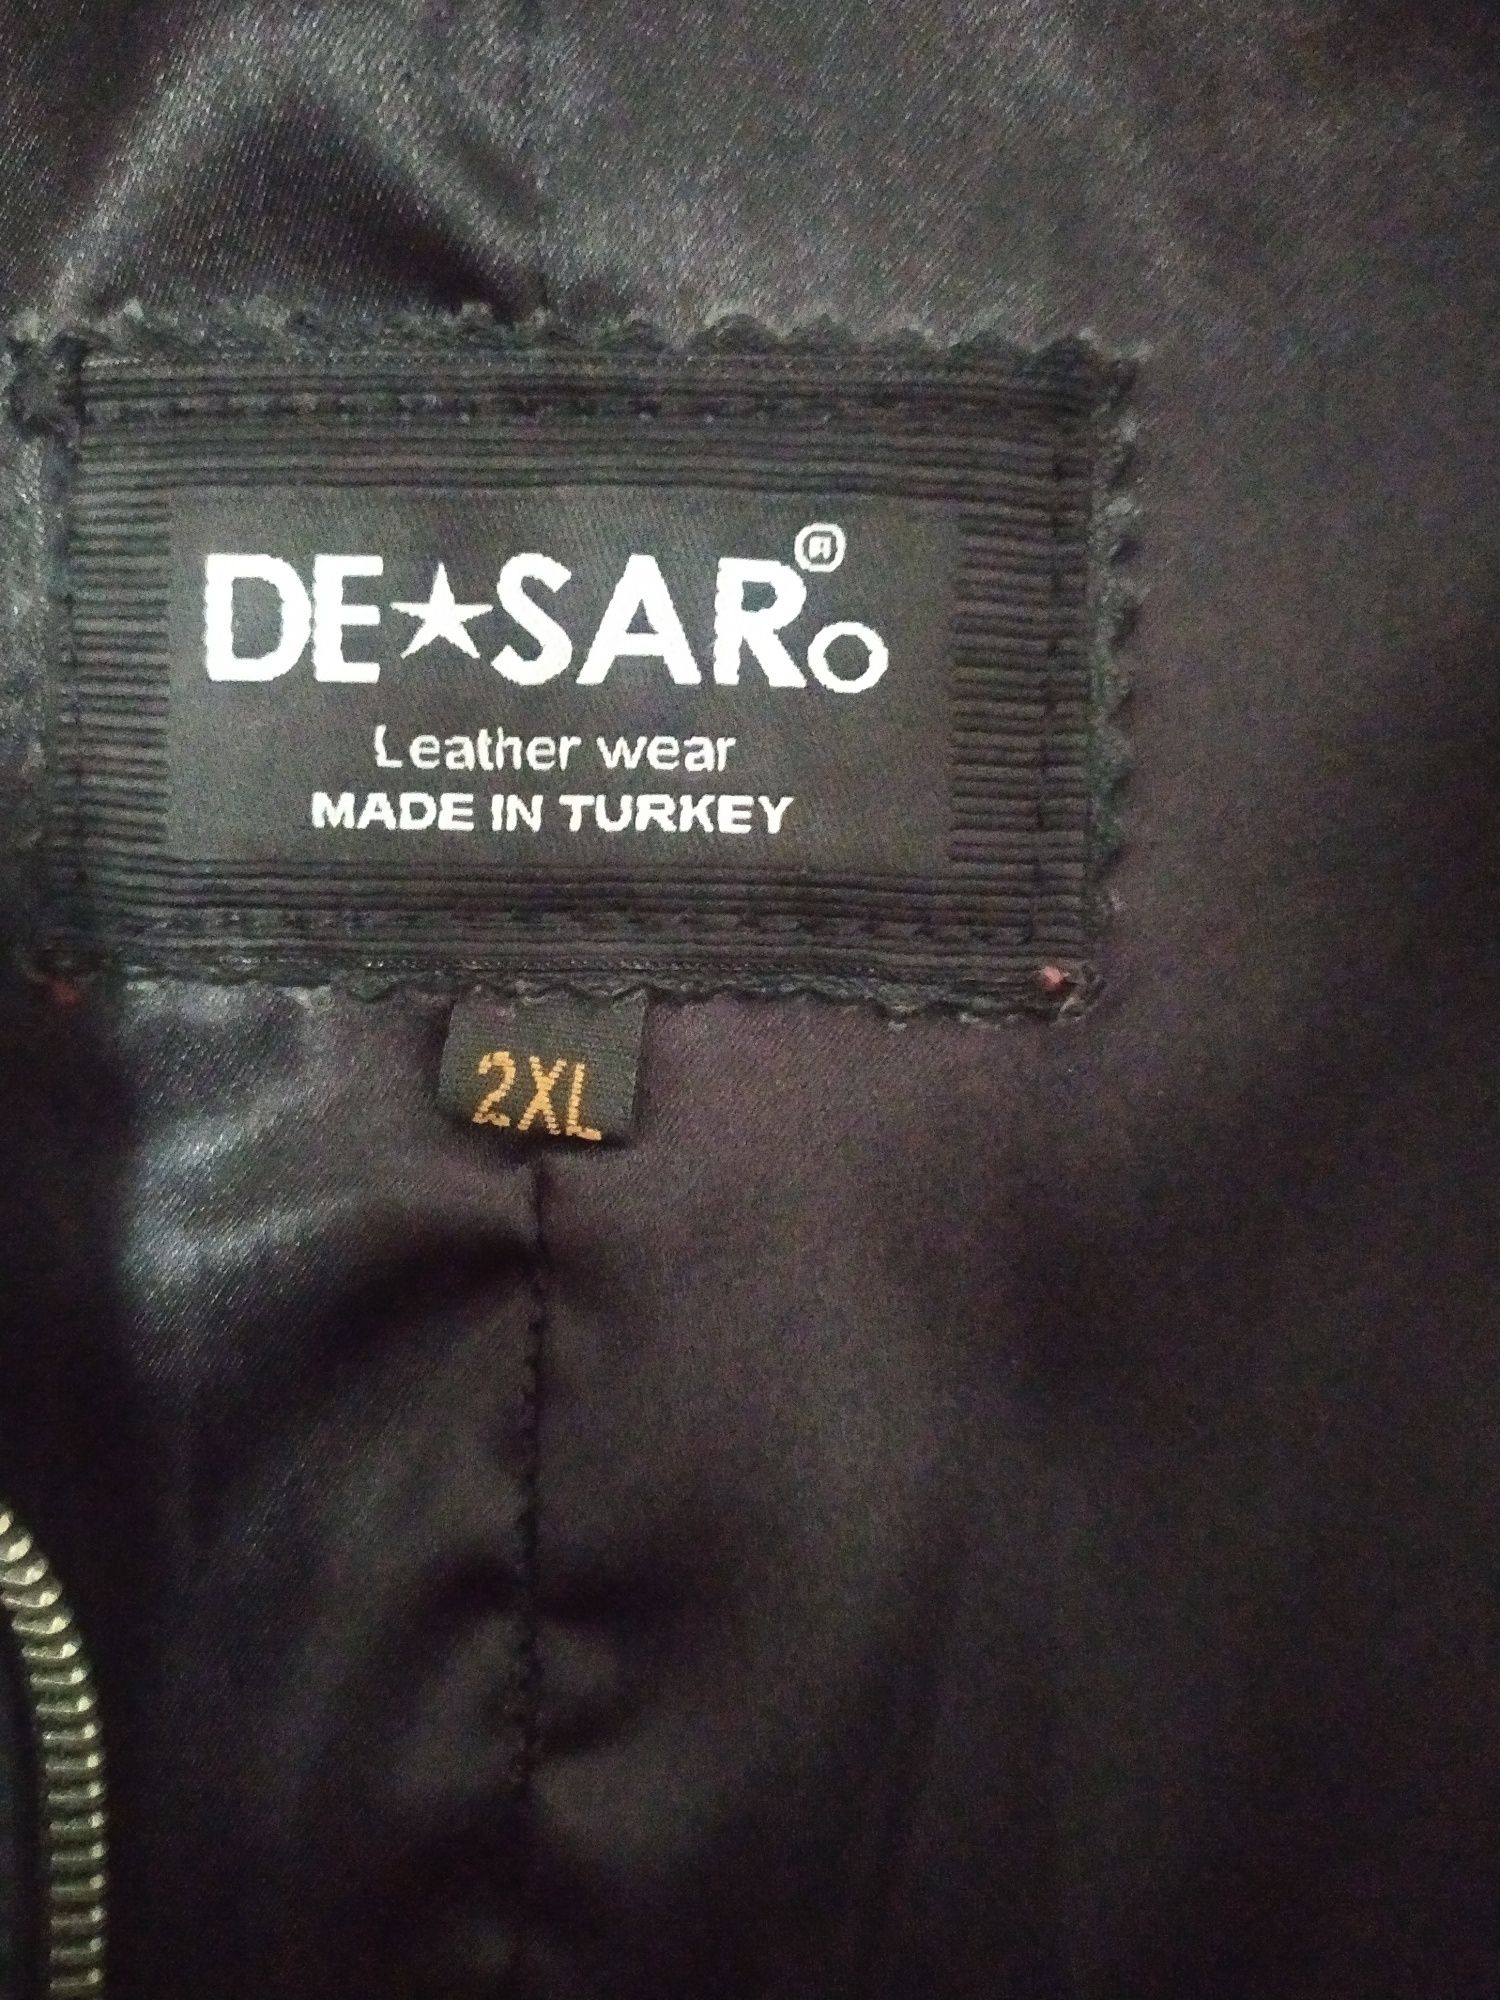 DE★SARo®
Leather wear
MADE IN TURKEY
2XL